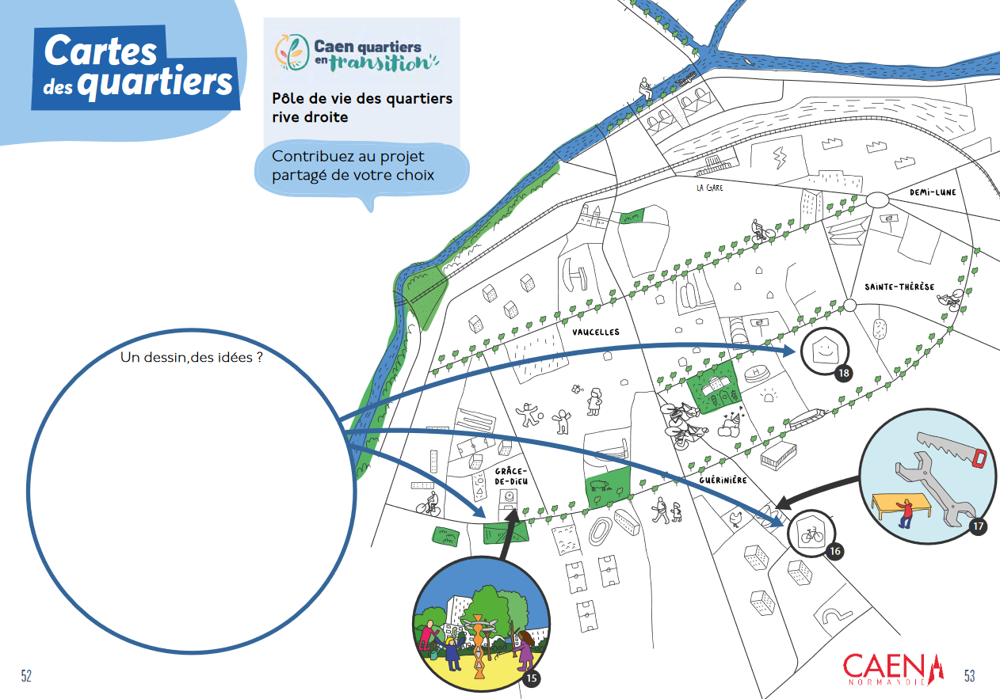 Cartes
des quartiers
Caen quartiers
en transition
Pôle de vie des quartiers
rive droite
Contribuez au projet
partagé de votre choix
LA GARE
DEMI-LUNE
SAINTE-THÉRÈSE
VAUCELLES
Un dessin,des idées ?
18
GRÂCE-
DE-DIEU
GUÉRINIÈRE
17
16
15
CAEN
NORMANDIE
52
53